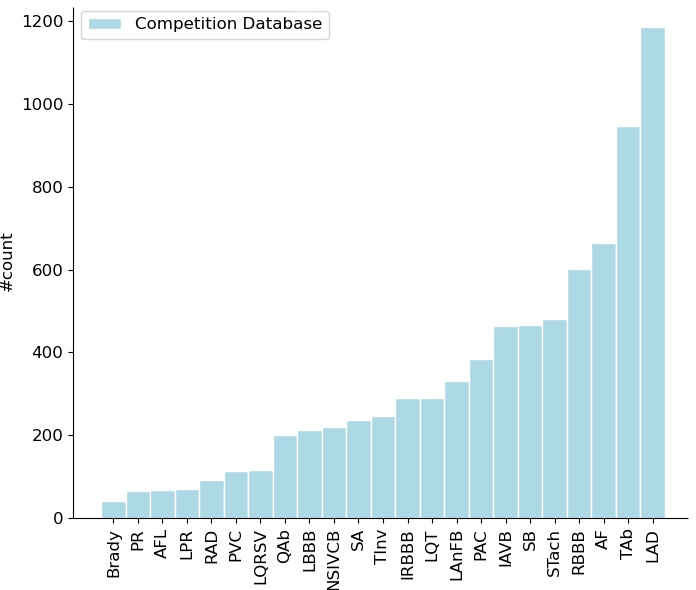 Competition Database
1200
1000
800
600
400
200
0
#count
Brady
PR
AFL
LPR
RAD
PVC
LQRSV
QAb
LBBB
NSIVCB
SA
TInv
IRBBB
LQT
LAnFB
PAC
IAVB
SB
STach
RBBB
AF
TAb
LAD